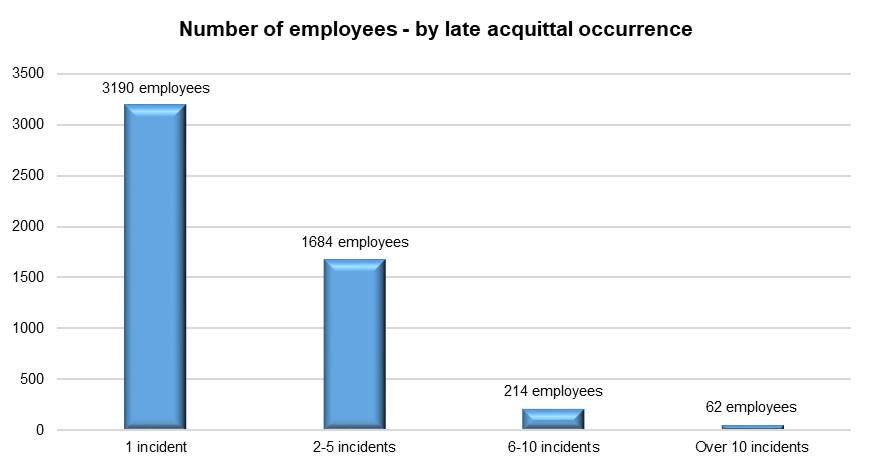 Number of employees - by late acquittal occurrence
3500
3190 employees
3000
2500
2000
1684 employees
1500
1000
500
214 employees
62 employees
0
1 incident
2-5 incidents
6-10 incidents
Over 10 incidents